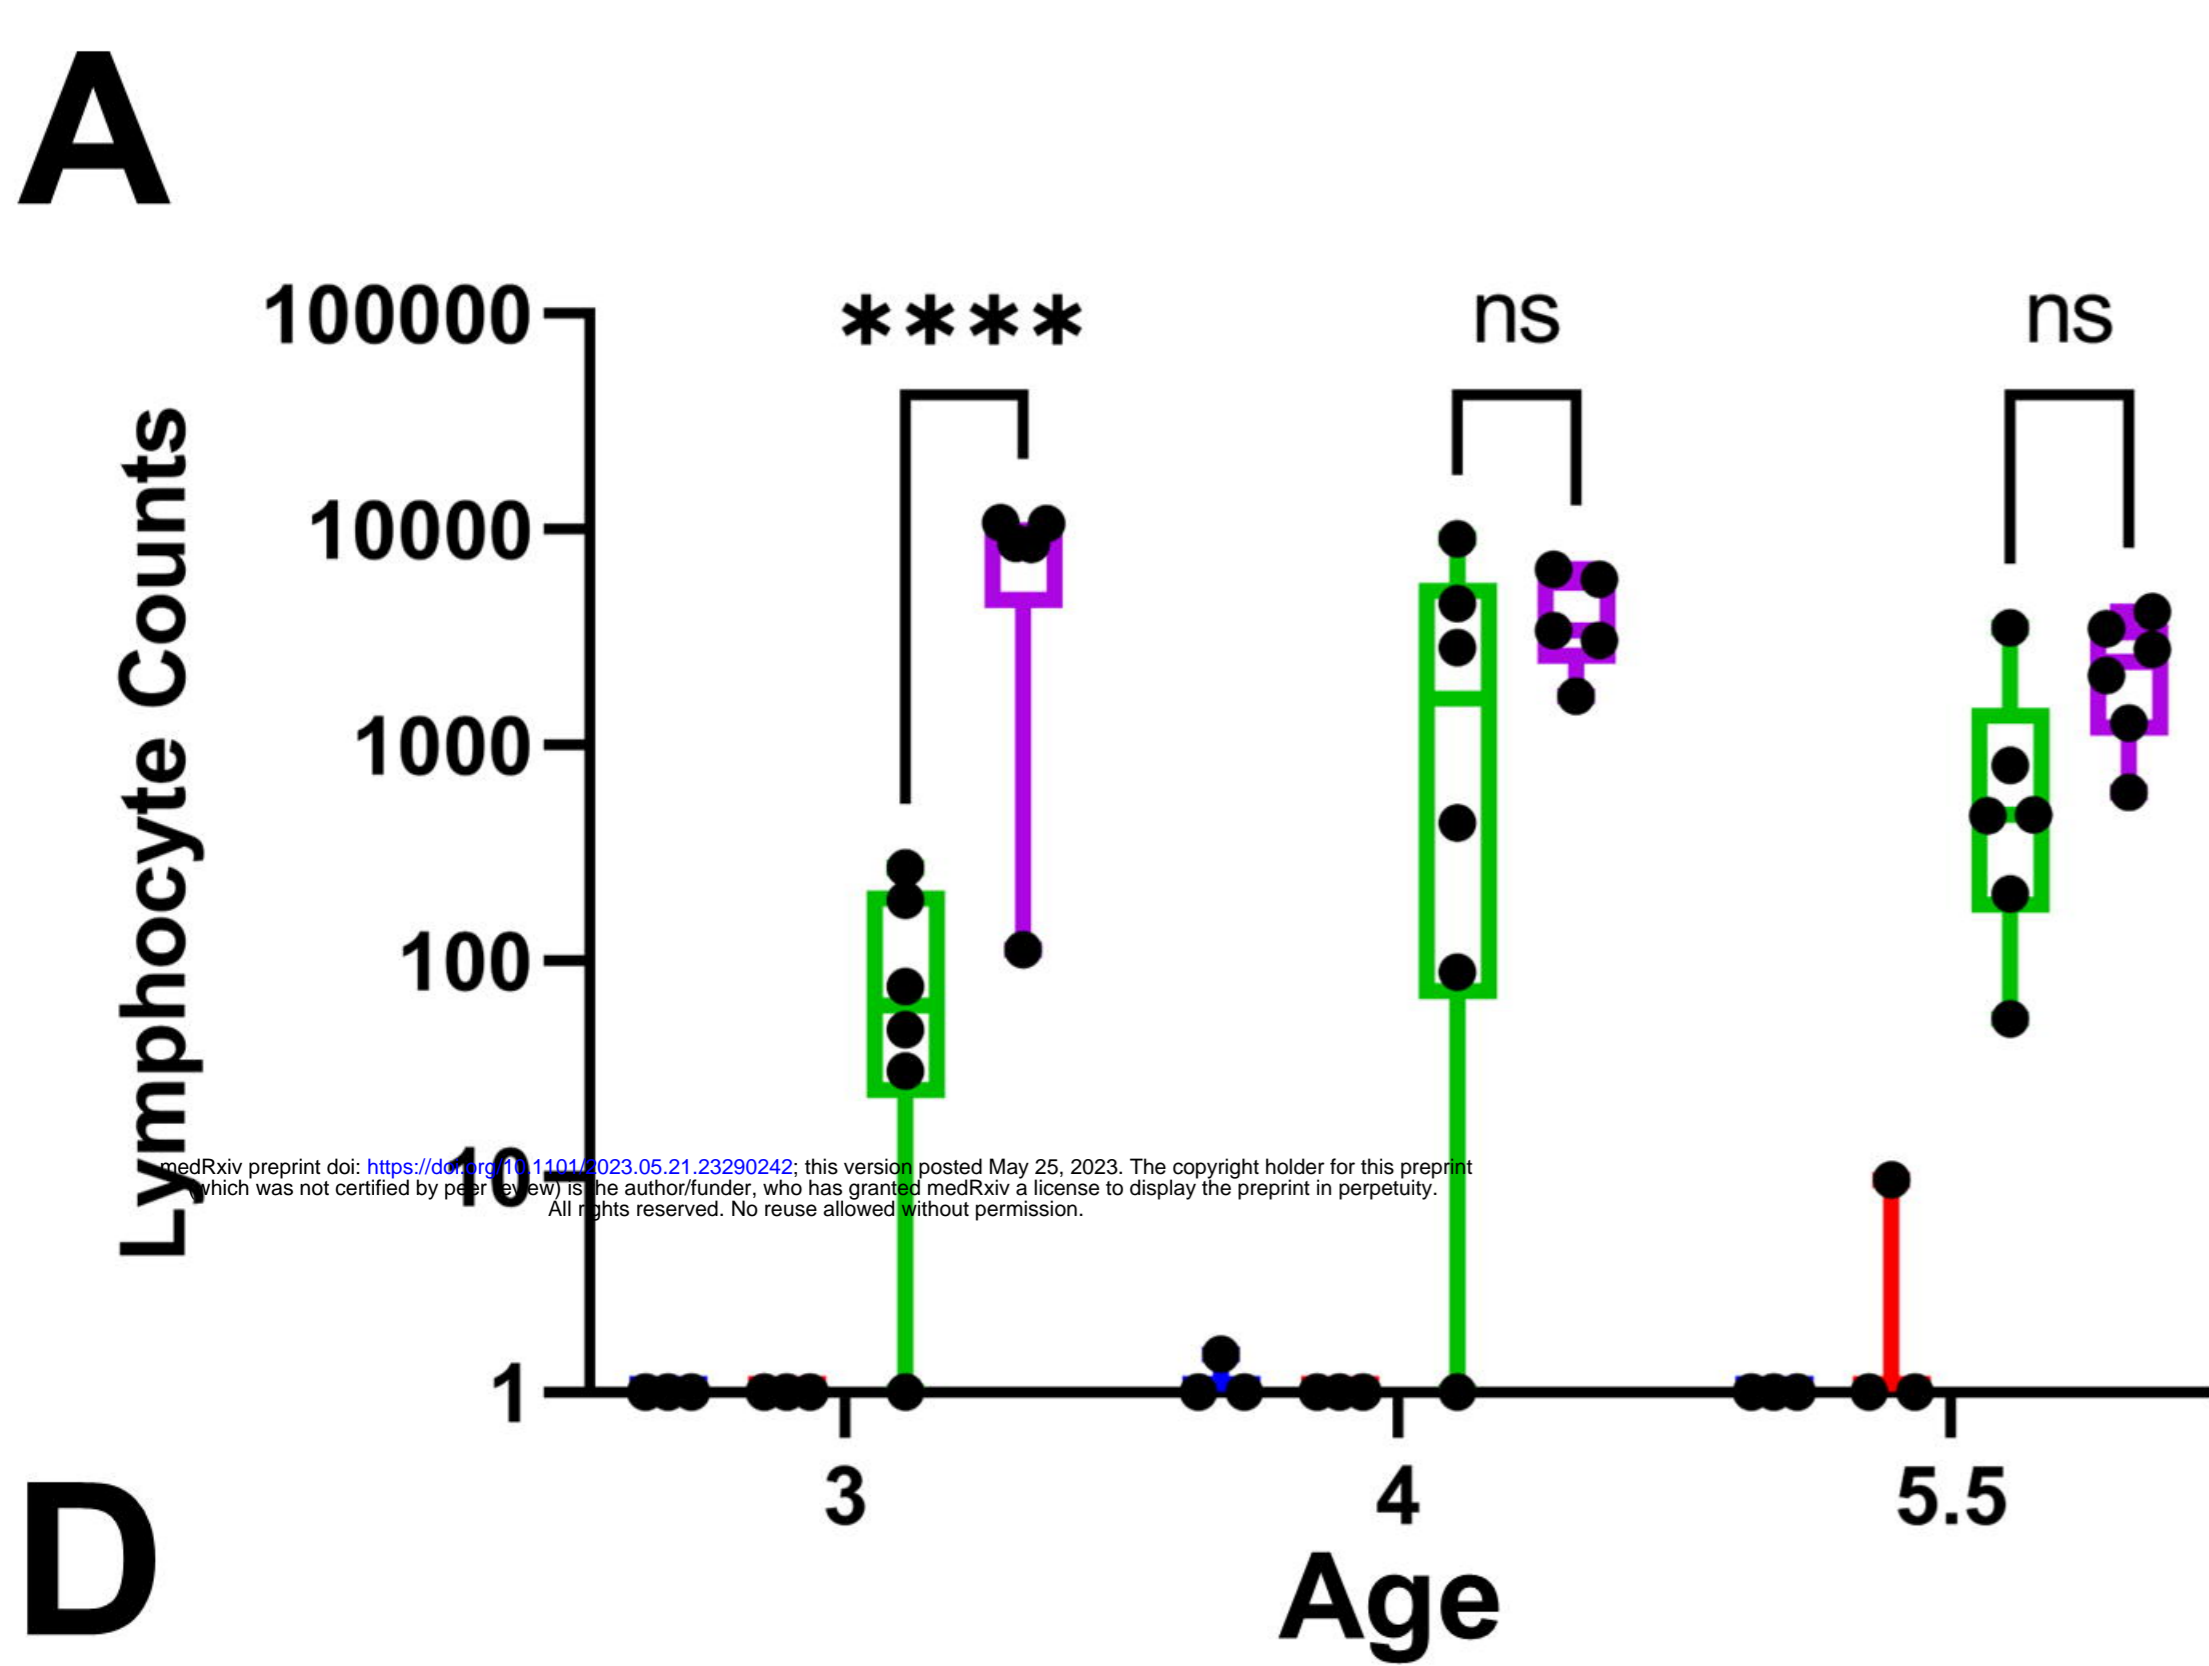 A
100000
10000
1000
100
10
1
Lymphocyte Counts
****
ns
ns
medRxiv preprint doi: https://doi.org/10.1101/2023.05.21.23290242; this version posted May 25, 2023. The copyright holder for this preprint
(which was not certified by peer review) is the author/funder, who has granted medRxiv a license to display the preprint in perpetuity.
All rights reserved. No reuse allowed without permission.
3
4
5.5
Age
D